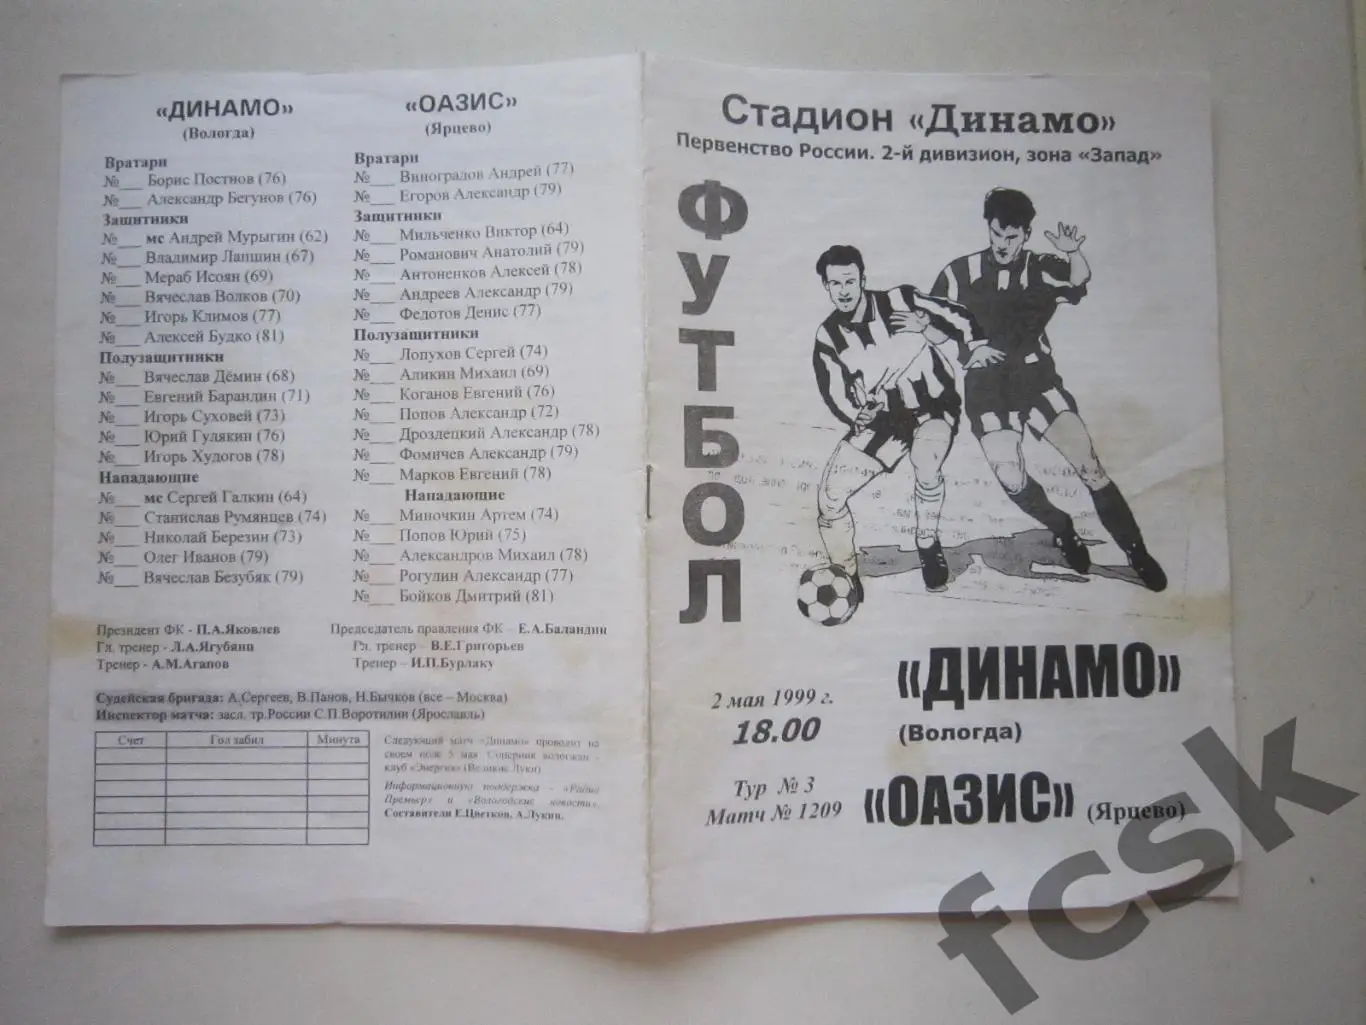 «ДИНАМО»
(Вологда)
Вратари
№___ Борис Постнов (76)
№___ Александр Бегунов (76)
Защитники
№___ мс Андрей Мурыгин (62)
№___ Владимир Лапшин (67)
№___ Мераб Исоян (69)
№___ Вячеслав Волков (70)
№___ Игорь Климов (77)
№___ Алексей Будко (81)
Полузащитники
№___ Вячеслав Дёмин (68)
№___ Евгений Барандин (71)
№___ Игорь Суховей (73)
№___ Юрий Гулякин (76)
№___ Игорь Худогов (78)
Нападающие
№___ мс Сергей Галкин (64)
№___ Станислав Румянцев (74)
№___ Николай Березин (73)
№___ Олег Иванов (79)
№___ Вячеслав Безубяк (79)
Президент ФК - П.А.Яковлев
Гл. тренер - Л.А.Ягубянц
Тренер - А.М.Агапов
«ОАЗИС»
(Ярцево)
Вратари
№___ Виноградов Андрей (77)
№___ Егоров Александр (79)
Защитники
№___ Мильченко Виктор (64)
№___ Романович Анатолий (79)
№___ Антоненков Алексей (78)
№___ Андреев Александр (79)
№___ Федотов Денис (77)
Полузащитники
№___ Лопухов Сергей (74)
№___ Аликин Михаил (69)
№___ Коганов Евгений (76)
№___ Попов Александр (72)
№___ Дроздецкий Александр (78)
№___ Фомичев Александр (79)
№___ Марков Евгений (78)
Нападающие
№___ Миночкин Артем (74)
№___ Попов Юрий (75)
№___ Александров Михаил (78)
№___ Рогулин Александр (77)
№___ Бойков Дмитрий (81)
Председатель правления ФК – Е.А.Баландин
Гл. тренер – В.Е.Григорьев
Тренер – И.П.Бурлаку
Судейская бригада: А.Сергеев, В.Панов, Н.Бычков (все – Москва)
Инспектор матча: засл. тр.России С.П.Воротилин (Ярославль)
Счет Гол забил Минута
Следующий матч «Динамо» проводит на
своем поле 5 мая. Соперник вологжан -
клуб «Энергия» (Великие Луки)
Информационную поддержка - «Радио
Премьер» и «Вологодские новости».
Составители Е.Цветков, А.Лукин.
Стадион «Динамо»
Первенство России. 2-й дивизион, зона «Запад»
ФУТБОЛ
2 мая 1999 г.
18.00
Тур № 3
Матч № 1209
«ДИНАМО»
(Вологда)
«ОАЗИС» (Ярцево)
fcsk